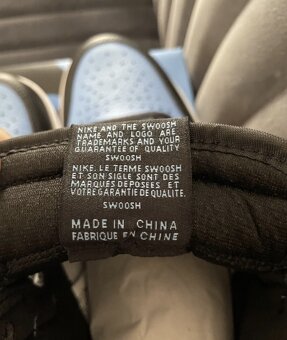 NIKE AND THE SWOOSH
NAME AND LOGO ARE
TRADEMARKS AND YOUR
GUARANTEE OF QUALITY
SWOOSH
NIKE. LE TERME SWOOSH
ET SON SIGLE SONT DES
MARQUES DEPOSEES ET
VOTRE GARANTIE DE QUALITE.
SWOOSH
MADE IN CHINA
FABRIQUE EN CHINE